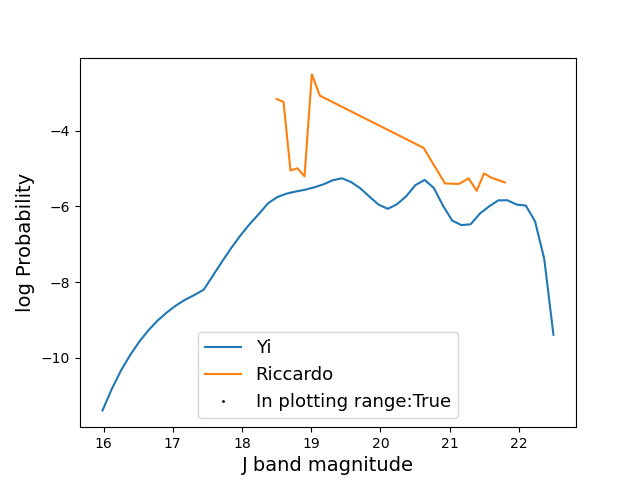 −4
−6
−8
−10
log Probability
Yi
Riccardo
In plotting range:True
16 17 18 19 20 21 22
J band magnitude